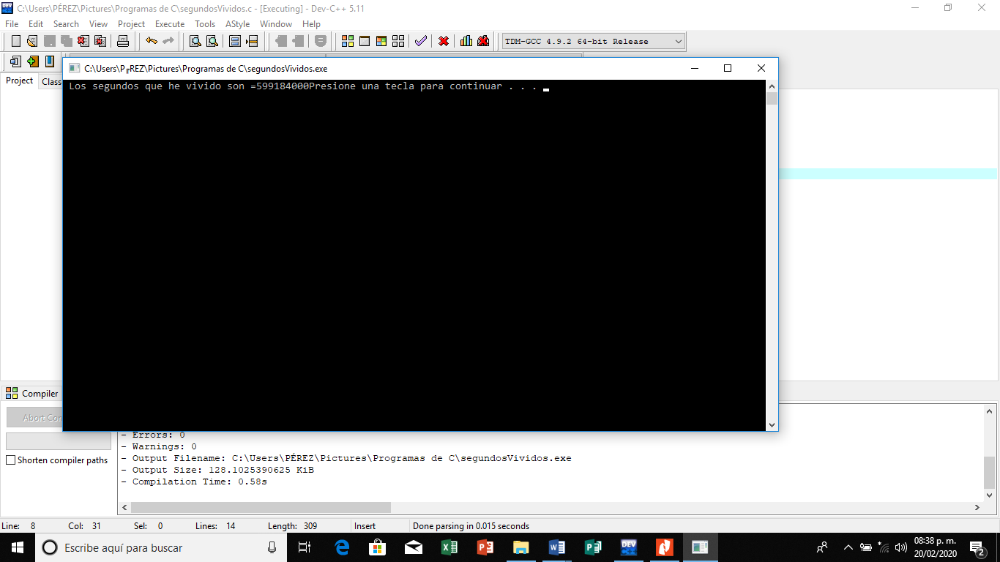 C:\Users\PÉREZ\Pictures\Programas de C\segundosVividos.c - [Executing] - Dev-C++ 5.11
File Edit Search View Project Execute Tools AStyle Window Help
TDM-GCC 4.9.2 64-bit Release
C:\Users\PÉREZ\Pictures\Programas de C\segundosVividos.exe
Project Class
Los segundos que he vivido son =599184000Presione una tecla para continuar . . .
Compiler
Abort Con
- Errors: 0
- Warnings: 0
- Output Filename: C:\Users\PÉREZ\Pictures\Programas de C\segundosVividos.exe
- Output Size: 128.1025390625 KiB
- Compilation Time: 0.58s
Shorten compiler paths
Line: 8 Col: 31 Sel: 0 Lines: 14 Length: 309 Insert Done parsing in 0.015 seconds
Escribe aquí para buscar
08:38 p. m.
20/02/2020
2